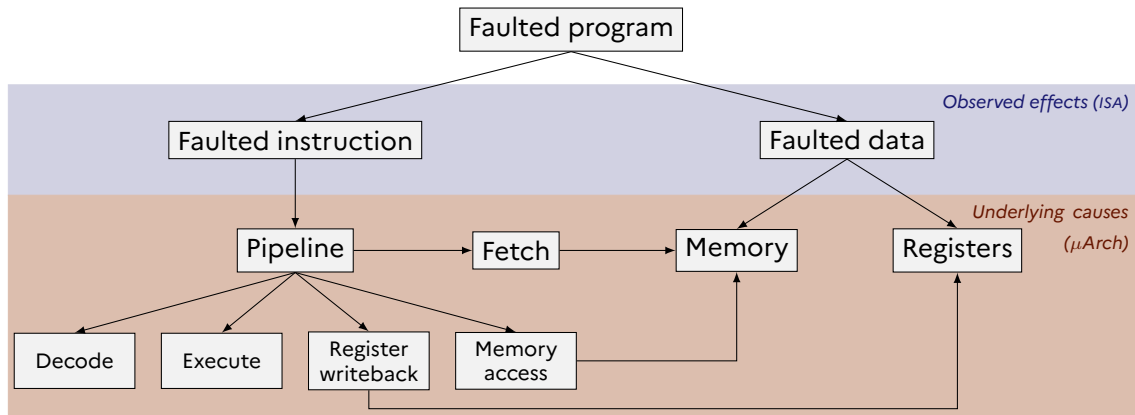 Faulted program
Observed effects (ISA)
Faulted instruction
Faulted data
Underlying causes
(μArch)
Pipeline
Fetch
Memory
Registers
Decode
Execute
Register
writeback
Memory
access